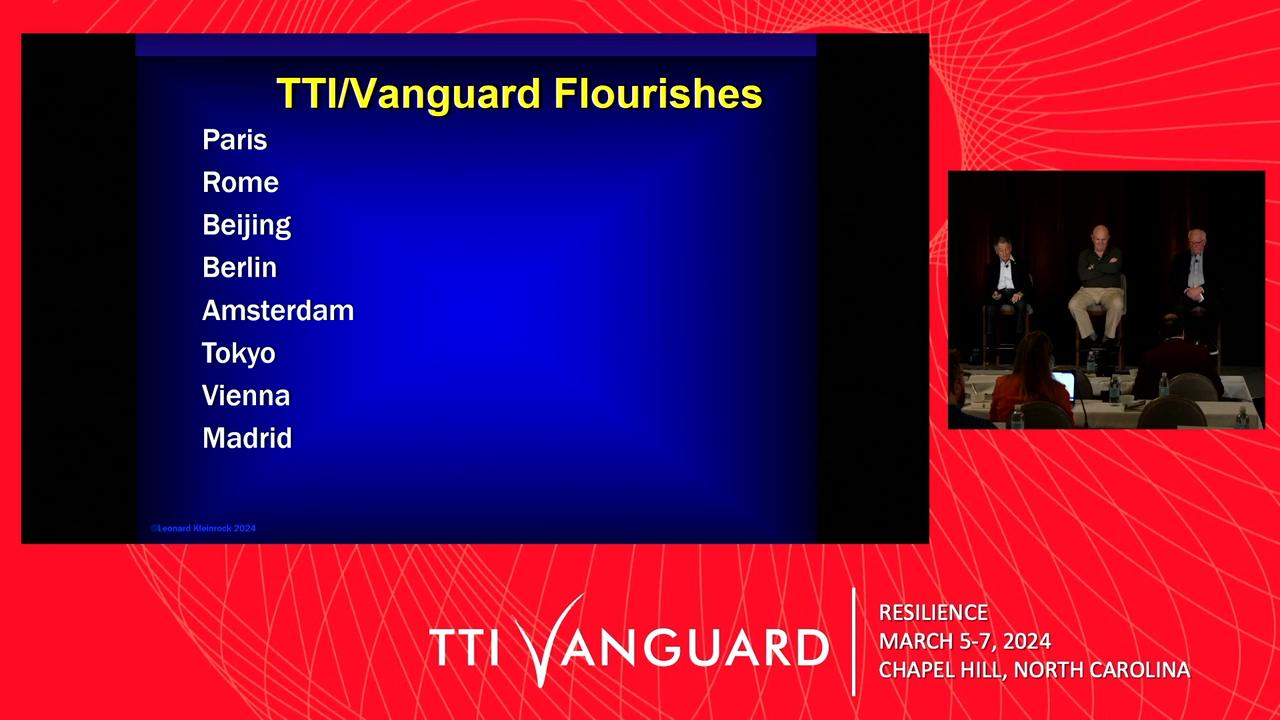 TTI/Vanguard Flourishes
Paris
Rome
Beijing
Berlin
Amsterdam
Tokyo
Vienna
Madrid
©Leonard Kleinrock 2024
TTI VANGUARD
RESILIENCE
MARCH 5-7, 2024
CHAPEL HILL, NORTH CAROLINA